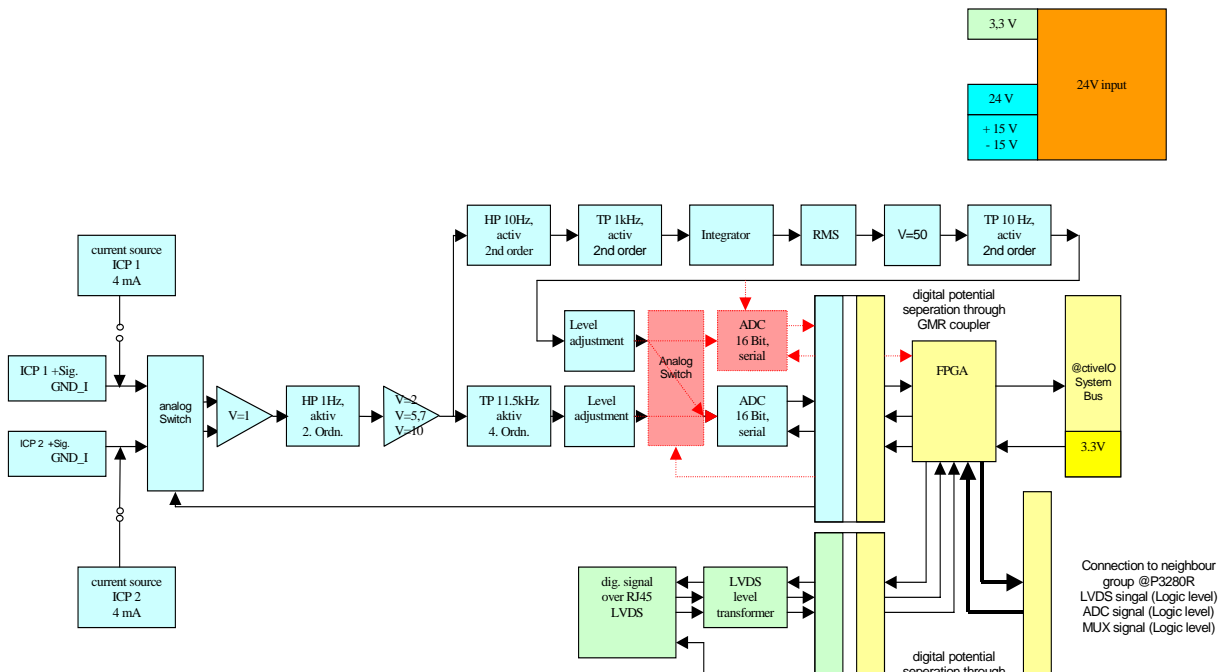 3,3 V
24V input
24 V
+ 15 V
- 15 V
HP 10Hz,
activ
2nd order
TP 1kHz,
activ
2nd order
Integrator
RMS
V=50
TP 10 Hz,
activ
2nd order
current source
ICP 1
4 mA
digital potential
seperation through
GMR coupler
Level
adjustment
Analog
Switch
ADC
16 Bit,
serial
FPGA
@ctiveIO
System
Bus
ICP 1 +Sig.
GND_I
analog
Switch
V=1
HP 1Hz,
aktiv
2. Ordn.
V=2
V=5,7
V=10
TP 11.5kHz
aktiv
4. Ordn.
Level
adjustment
ADC
16 Bit,
serial
ICP 2 +Sig.
GND_I
3.3V
current source
ICP 2
4 mA
dig. signal
over RJ45
LVDS
LVDS
level
transformer
Connection to neighbour
group @P3280R
LVDS singal (Logic level)
ADC signal (Logic level)
MUX signal (Logic level)
digital potential
seperation through